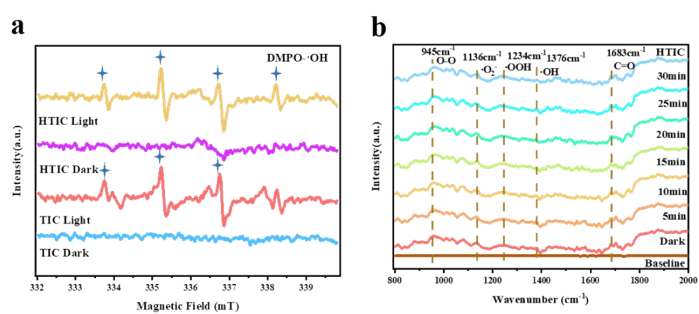 a
DMPO-·OH
HTIC Light
HTIC Dark
TIC Light
TIC Dark
Intensity(a.u.)
332 333 334 335 336 337 338 339
Magnetic Field (mT)
b
945cm-1 1136cm-1 1234cm-1 1376cm-1 1683cm-1 HTIC
O-O ·O2- ·OOH ·OH C=O
30min
25min
20min
15min
10min
5min
Dark
Baseline
Intensity(a.u.)
800 1000 1200 1400 1600 1800 2000
Wavenumber (cm-1)